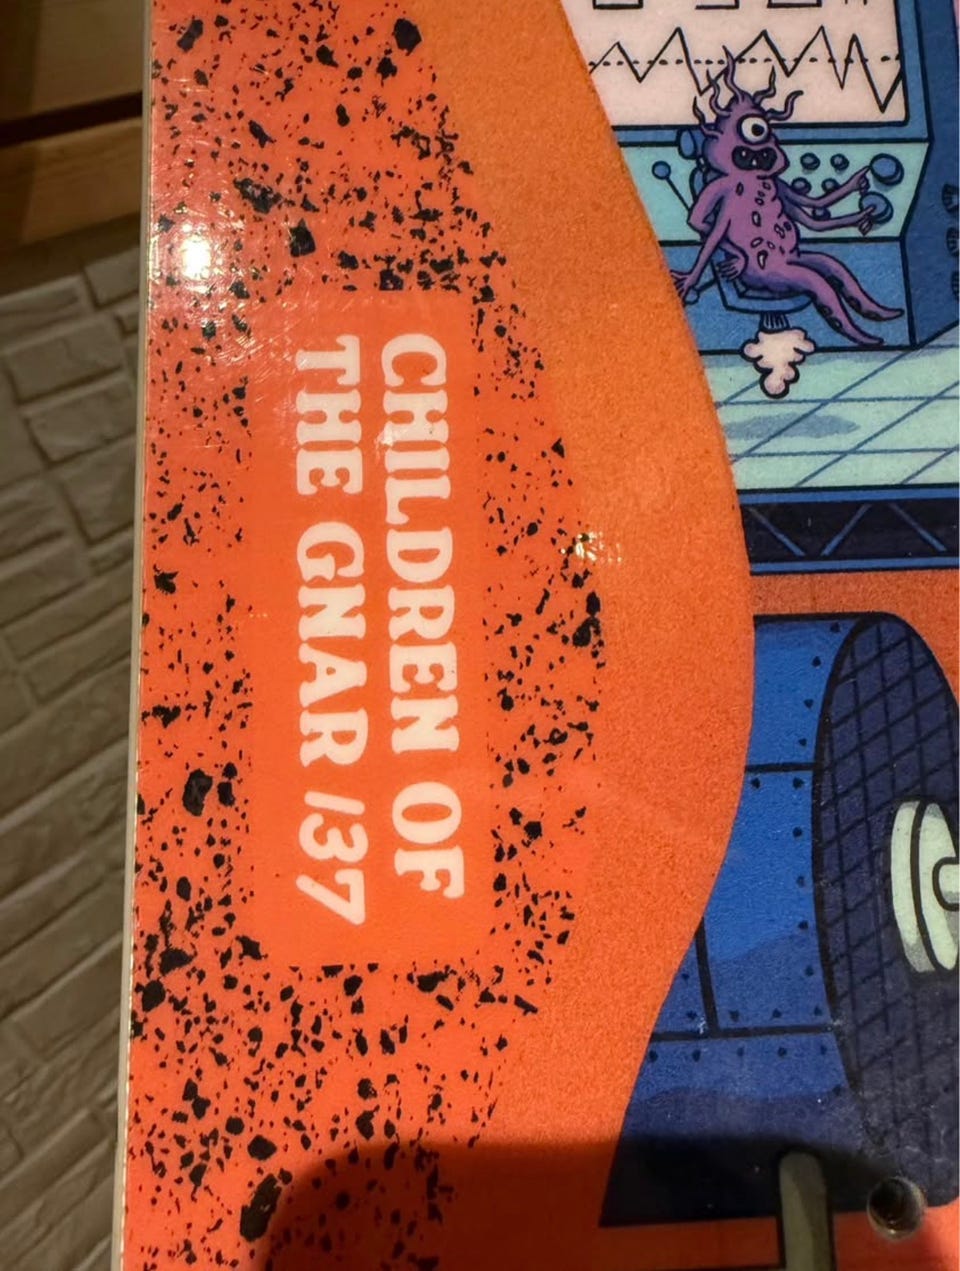 CHILDREN OF
THE GNAR 137